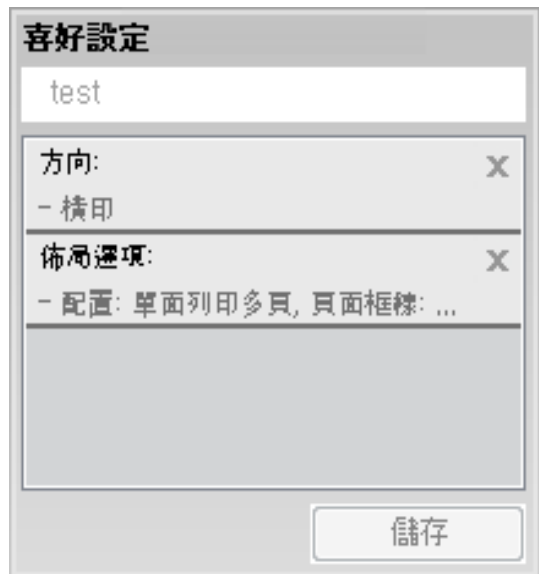 喜好設定
test
方向:
X
- 橫印
佈局選項:
X
- 配置: 單面列印多頁, 頁面框線: ...
儲存